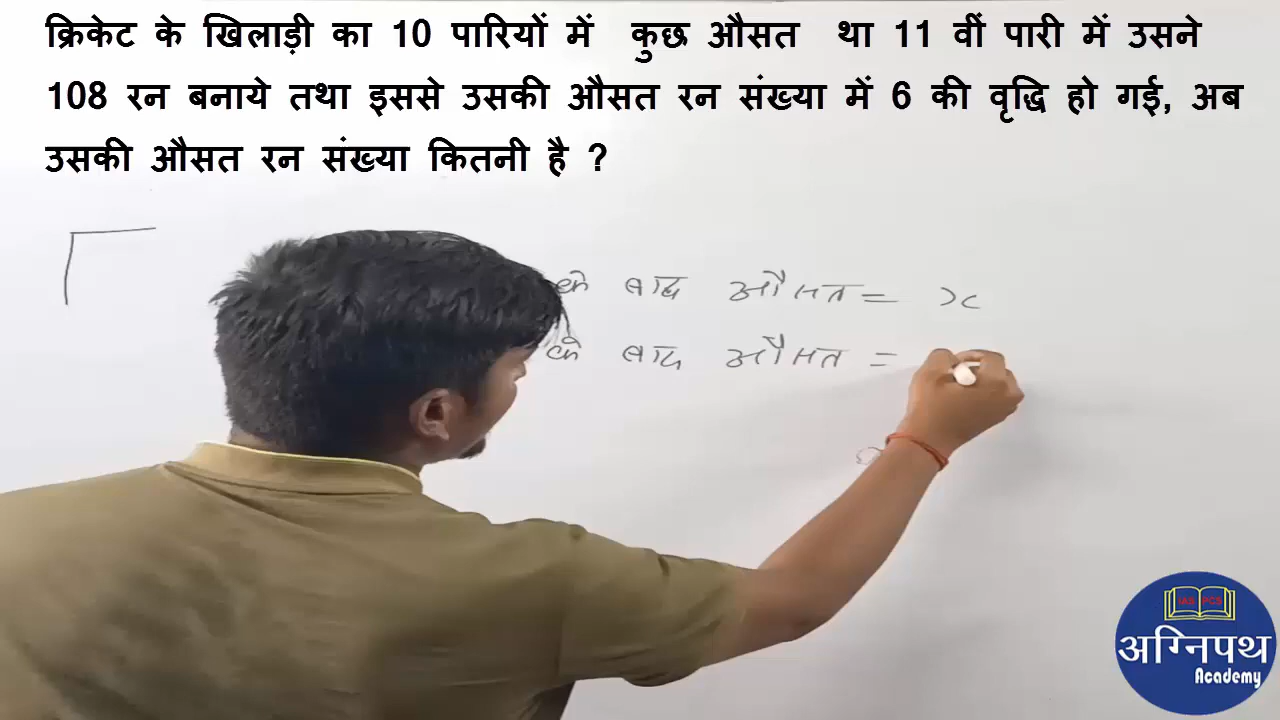 क्रिकेट के खिलाड़ी का 10 पारियों में कुछ औसत था 11 वीं पारी में उसने
108 रन बनाये तथा इससे उसकी औसत रन संख्या में 6 की वृद्धि हो गई, अब
उसकी औसत रन संख्या कितनी है ?
के बाद औसत = x
के बाद औसत =
IAS PCS
अग्निपथ
Academy